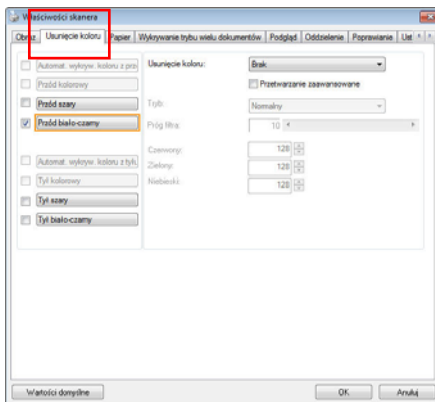 Właściwości skanera
Obraz Usunięcie koloru Papier Wykrywanie trybu wielu dokumentów Podgląd Oddzielenie Poprawianie Ust
Automat. wykryw. koloru z prz
Usunięcie koloru: Brak
Przód kolorowy
Przetwarzanie zaawansowane
Przód szary
Tryb: Normalny
Przód biało-czarny
Próg filtra: 10
Czerwony: 128
Automat. wykryw. koloru z tyłu
Zielony: 128
Tył kolorowy
Niebieski: 128
Tył szary
Tył biało-czarny
Wartości domyślne OK Anuluj